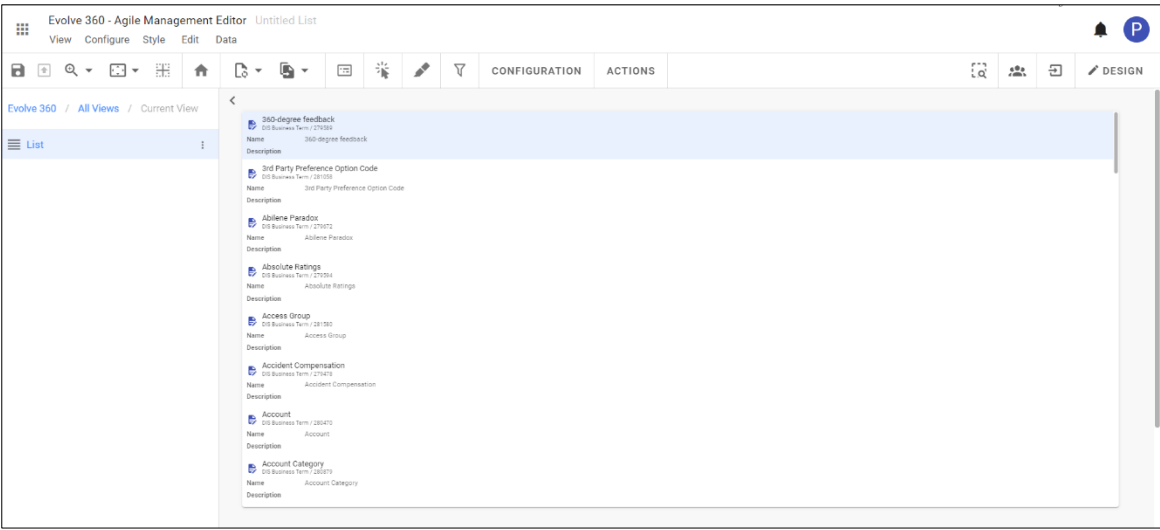 Evolve 360 - Agile Management Editor Untitled List
P
View Configure Style Edit Data
CONFIGURATION ACTIONS DESIGN
Evolve 360 / All Views / Current View
List
360-degree feedback
DIS Business Term / 279589
Name 360-degree feedback
Description
3rd Party Preference Option Code
DIS Business Term / 281058
Name 3rd Party Preference Option Code
Description
Abilene Paradox
DIS Business Term / 279672
Name Abilene Paradox
Description
Absolute Ratings
DIS Business Term / 279594
Name Absolute Ratings
Description
Access Group
DIS Business Term / 281580
Name Access Group
Description
Accident Compensation
DIS Business Term / 279478
Name Accident Compensation
Description
Account
DIS Business Term / 280470
Name Account
Description
Account Category
DIS Business Term / 280879
Name Account Category
Description